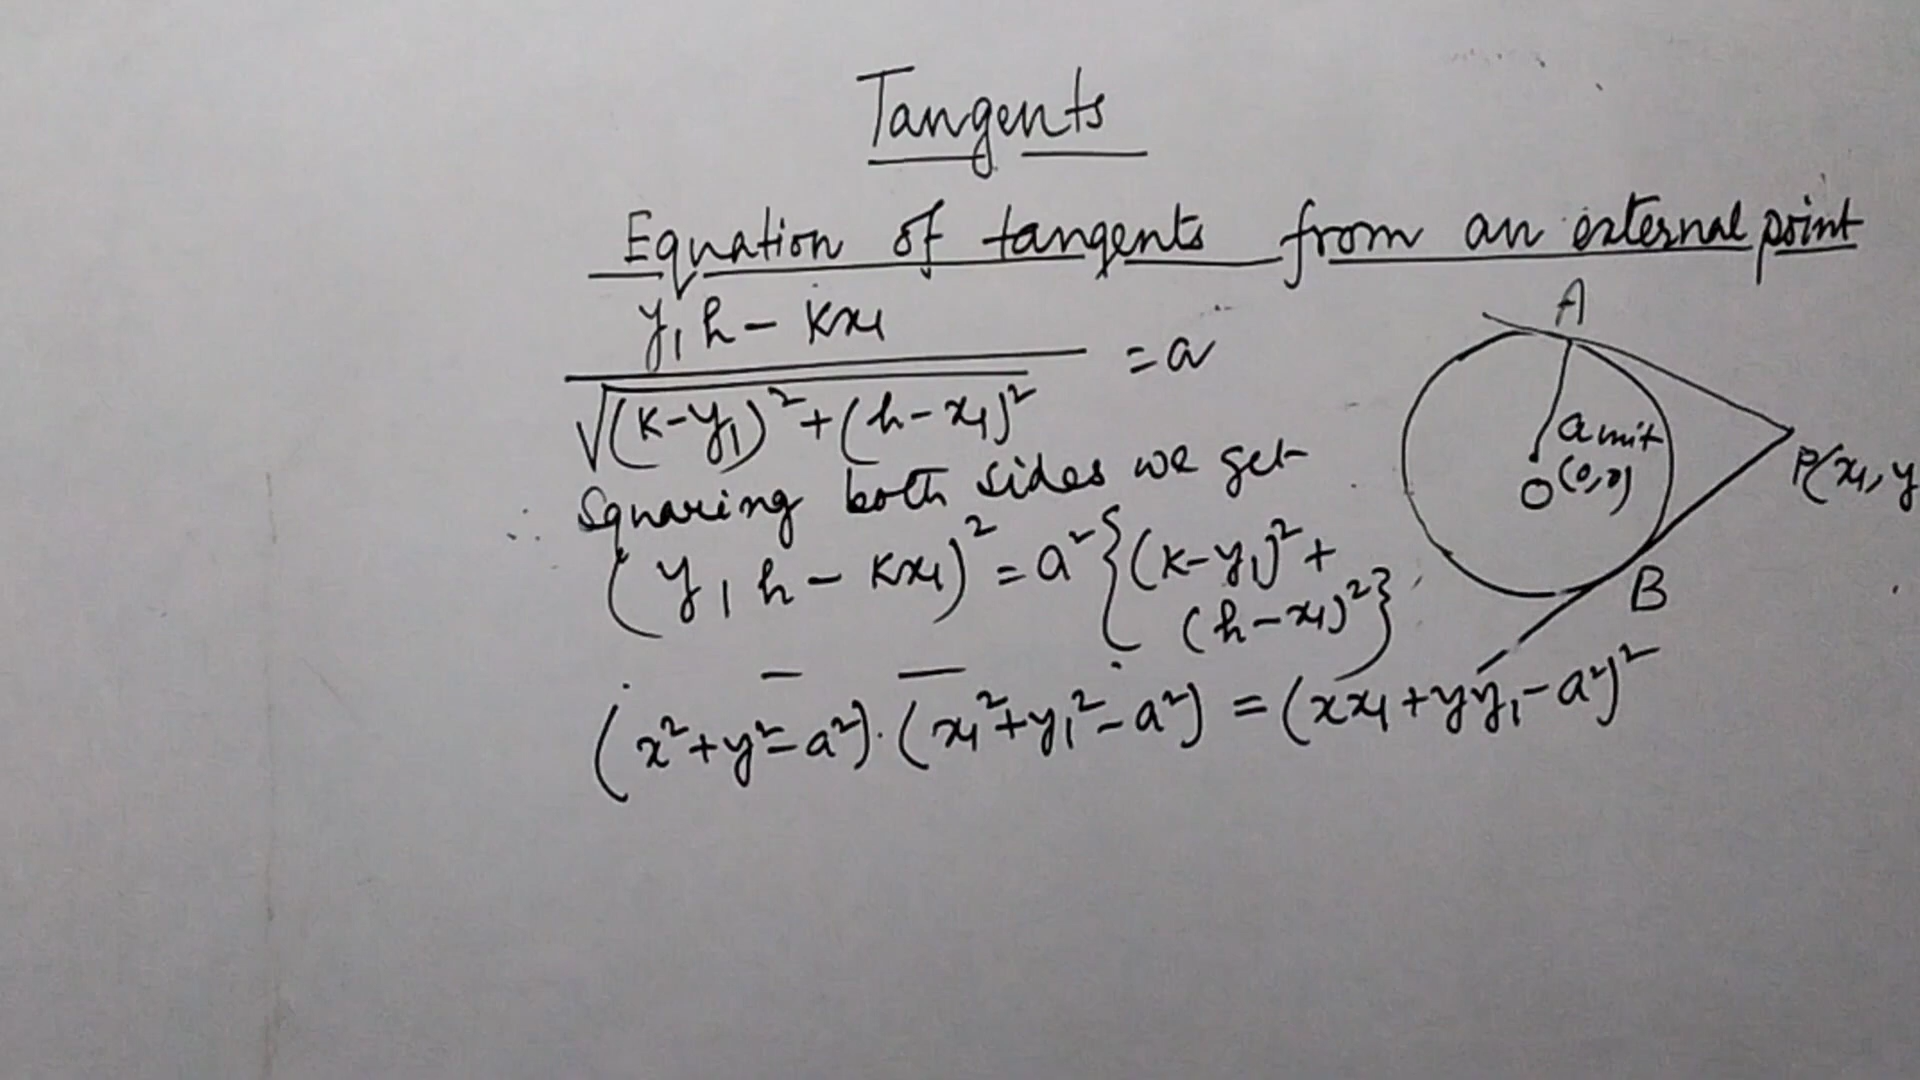 Tangents
Equation of tangents from an external point
y₁h - kx₁
= a
√(k-y₁)²+(h-x₁)²
Squaring both sides we get
(y₁h - kx₁)² = a²{(k-y₁)²+
(h-x₁)²}
(x²+y²-a²).(x₁²+y₁²-a²) = (xx₁+yy₁-a²)²
A
a unit
O(0,0)
P(x₁,y
B